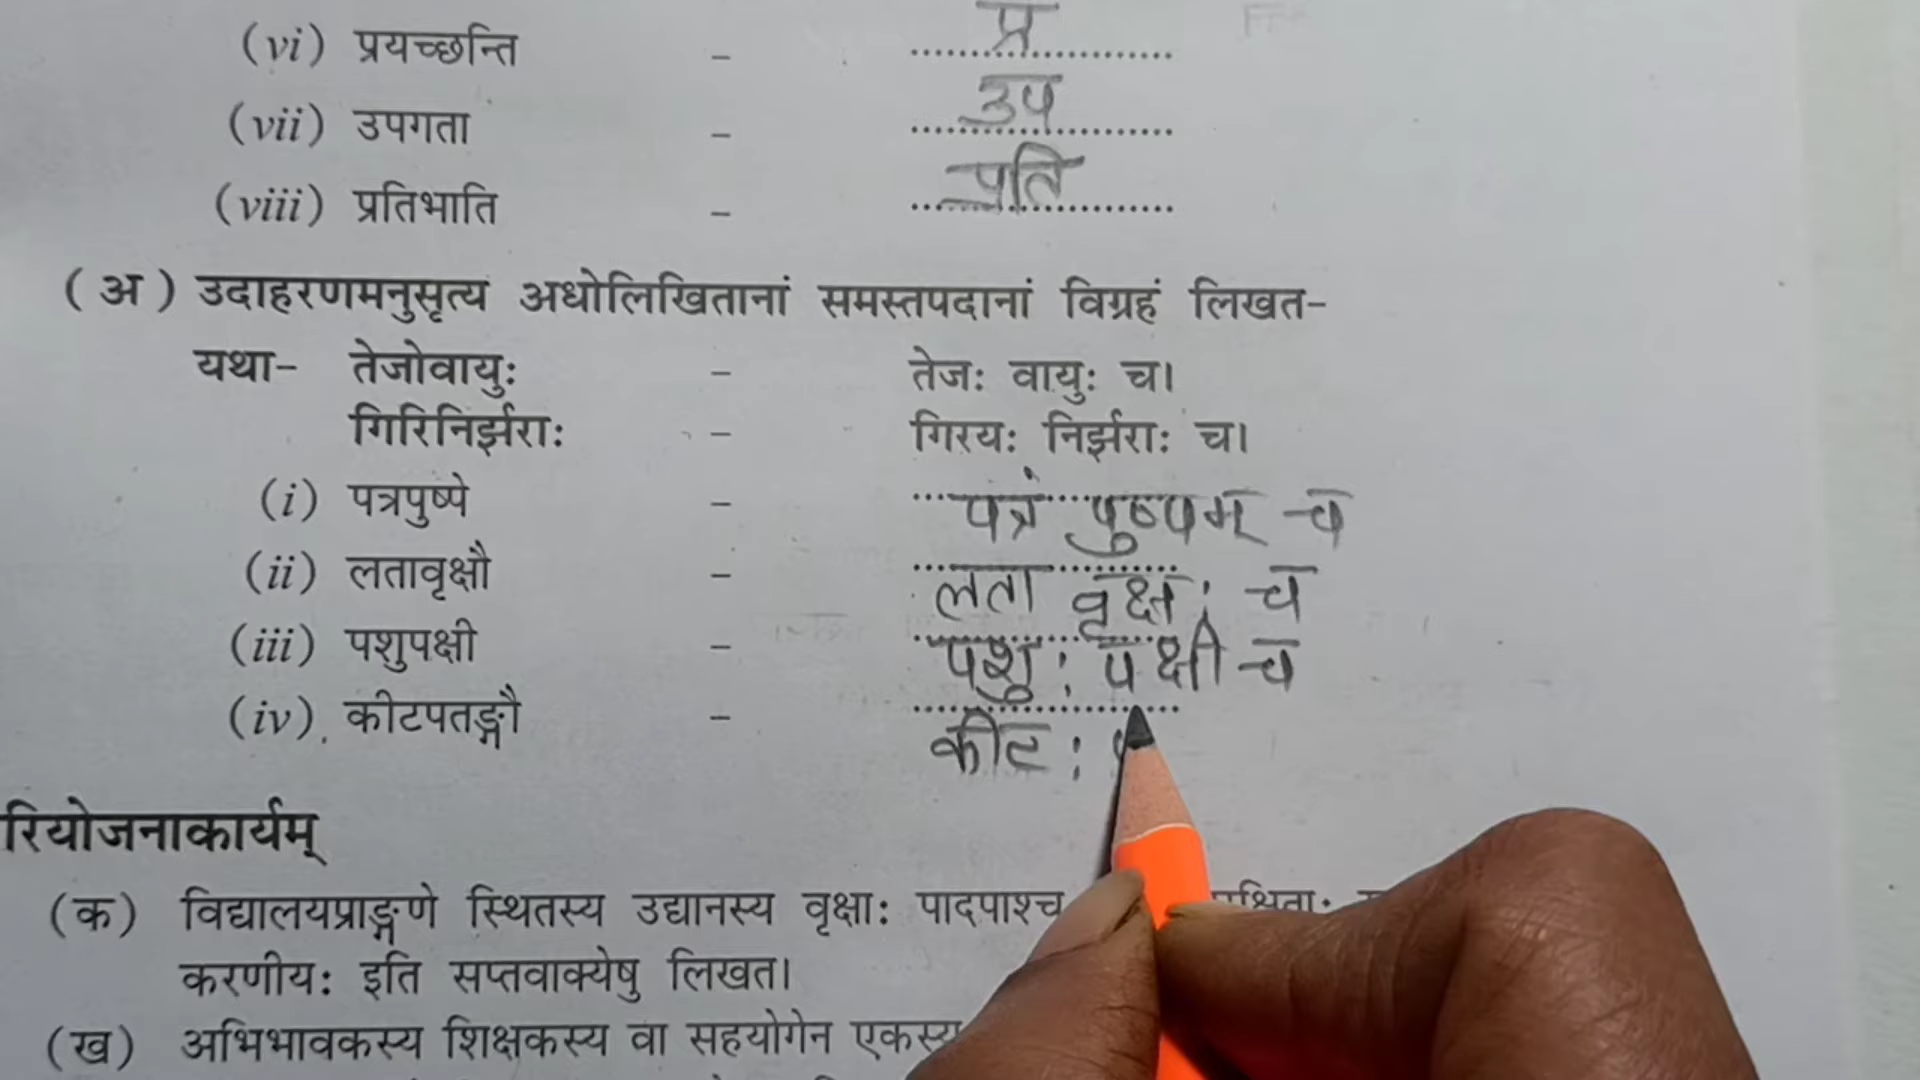 (vi) प्रयच्छन्ति - प्र
(vii) उपगता - उप
(viii) प्रतिभाति - प्रति
(अ) उदाहरणमनुसृत्य अधोलिखितानां समस्तपदानां विग्रहं लिखत-
यथा- तेजोवायुः - तेजः वायुः च।
गिरिनिर्झराः - गिरयः निर्झराः च।
(i) पत्रपुष्पे - पत्रं पुष्पम् च
(ii) लतावृक्षौ - लता वृक्षः च
(iii) पशुपक्षी - पशुः पक्षी च
(iv) कीटपतङ्गौ - कीटः
रियोजनाकार्यम्
(क) विद्यालयप्राङ्गणे स्थितस्य उद्यानस्य वृक्षाः पादपाश्च
करणीयः इति सप्तवाक्येषु लिखत।
(ख) अभिभावकस्य शिक्षकस्य वा सहयोगेन एकस्य